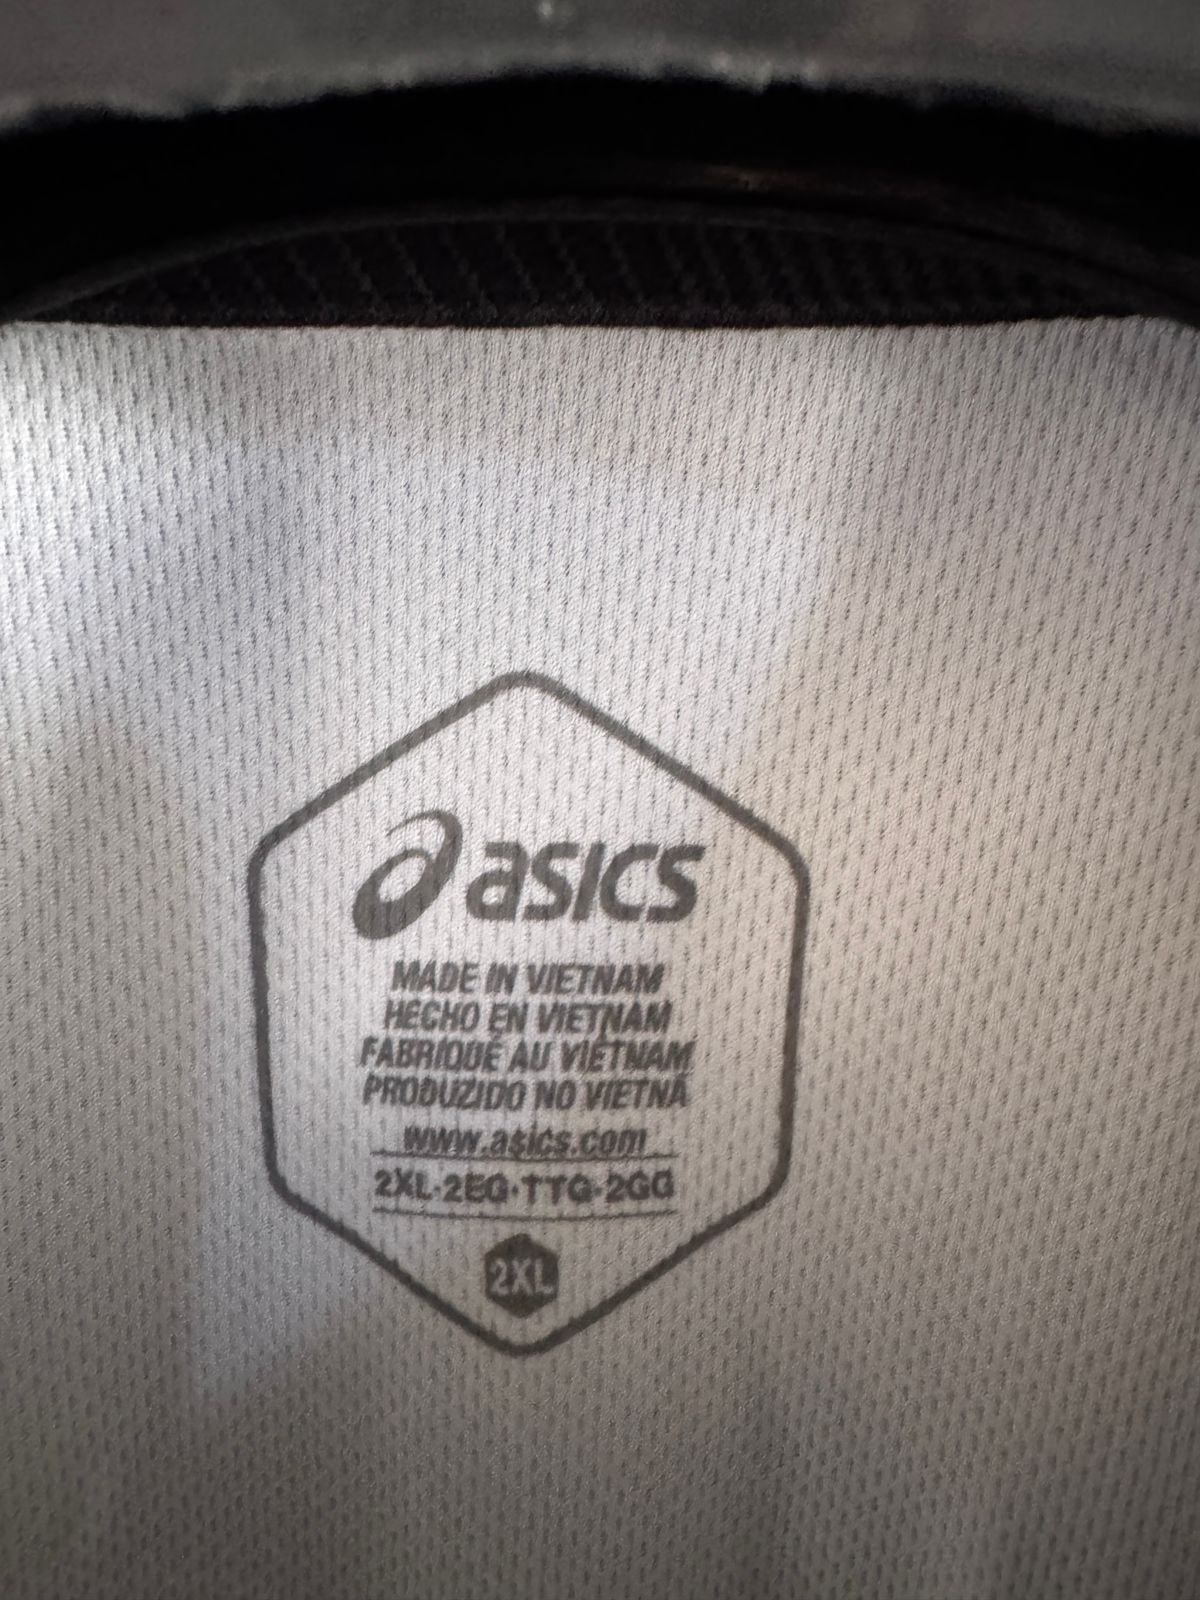 asics
MADE IN VIETNAM
HECHO EN VIETNAM
FABRIQUÉ AU VIÊTNAM
PRODUZIDO NO VIETNÃ
www.asics.com
2XL·2EG·TTG·2GG
2XL